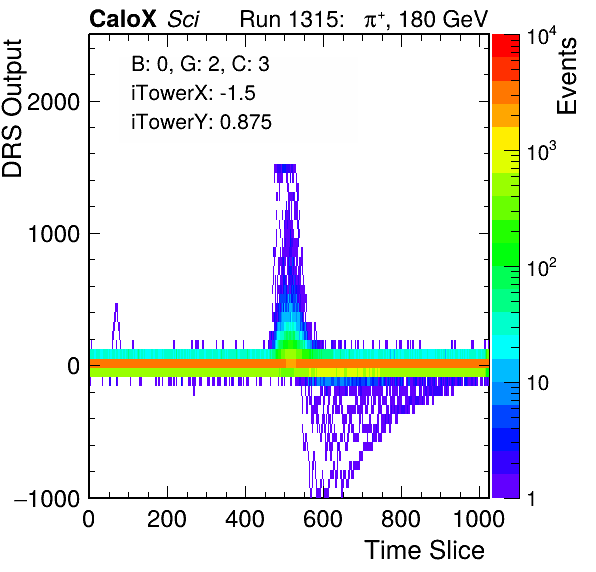 CaloX Sci Run 1315: π⁺, 180 GeV
B: 0, G: 2, C: 3
iTowerX: -1.5
iTowerY: 0.875
DRS Output
2000
1000
0
−1000
0 200 400 600 800 1000
Time Slice
Events
10⁴
10³
10²
10
1